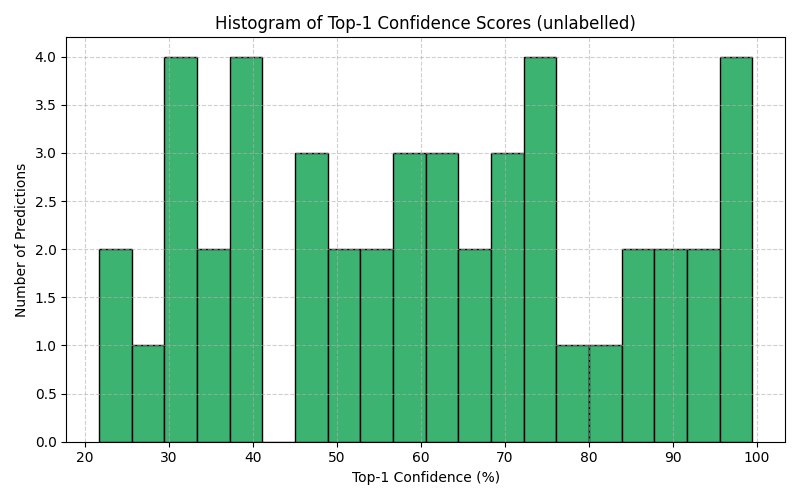 Histogram of Top-1 Confidence Scores (unlabelled)
4.0
3.5
3.0
2.5
2.0
1.5
1.0
0.5
0.0
Number of Predictions
20 30 40 50 60 70 80 90 100
Top-1 Confidence (%)